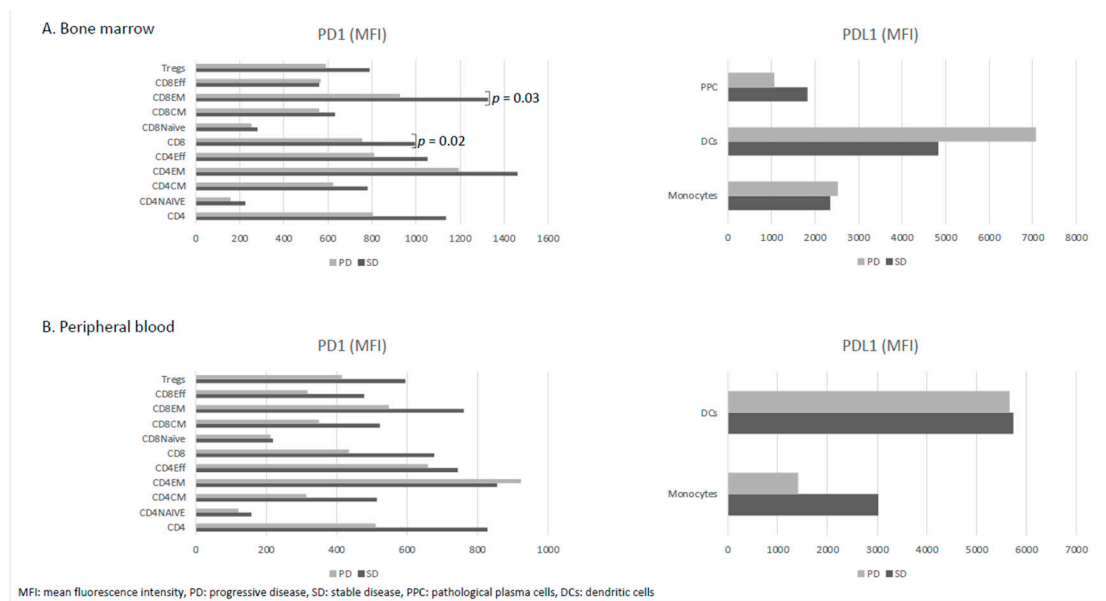 A. Bone marrow
PD1 (MFI)
Tregs
CD8Eff
CD8EM
CD8CM
CD8Naïve
CD8
CD4Eff
CD4EM
CD4CM
CD4NAIVE
CD4
p = 0.03
p = 0.02
0 200 400 600 800 1000 1200 1400 1600
PD SD
PDL1 (MFI)
PPC
DCs
Monocytes
0 1000 2000 3000 4000 5000 6000 7000 8000
PD SD
B. Peripheral blood
PD1 (MFI)
Tregs
CD8Eff
CD8EM
CD8CM
CD8Naïve
CD8
CD4Eff
CD4EM
CD4CM
CD4NAIVE
CD4
0 200 400 600 800 1000
PD SD
PDL1 (MFI)
DCs
Monocytes
0 1000 2000 3000 4000 5000 6000 7000
PD SD
MFI: mean fluorescence intensity, PD: progressive disease, SD: stable disease, PPC: pathological plasma cells, DCs: dendritic cells